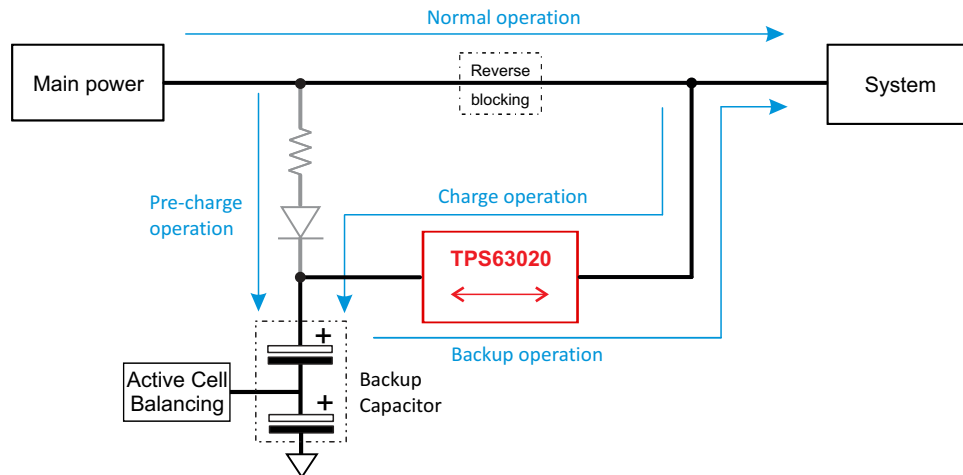 Normal operation
Main power
Reverse
blocking
System
Pre-charge
operation
Charge operation
TPS63020
Backup operation
+
Active Cell
Balancing
+
Backup
Capacitor